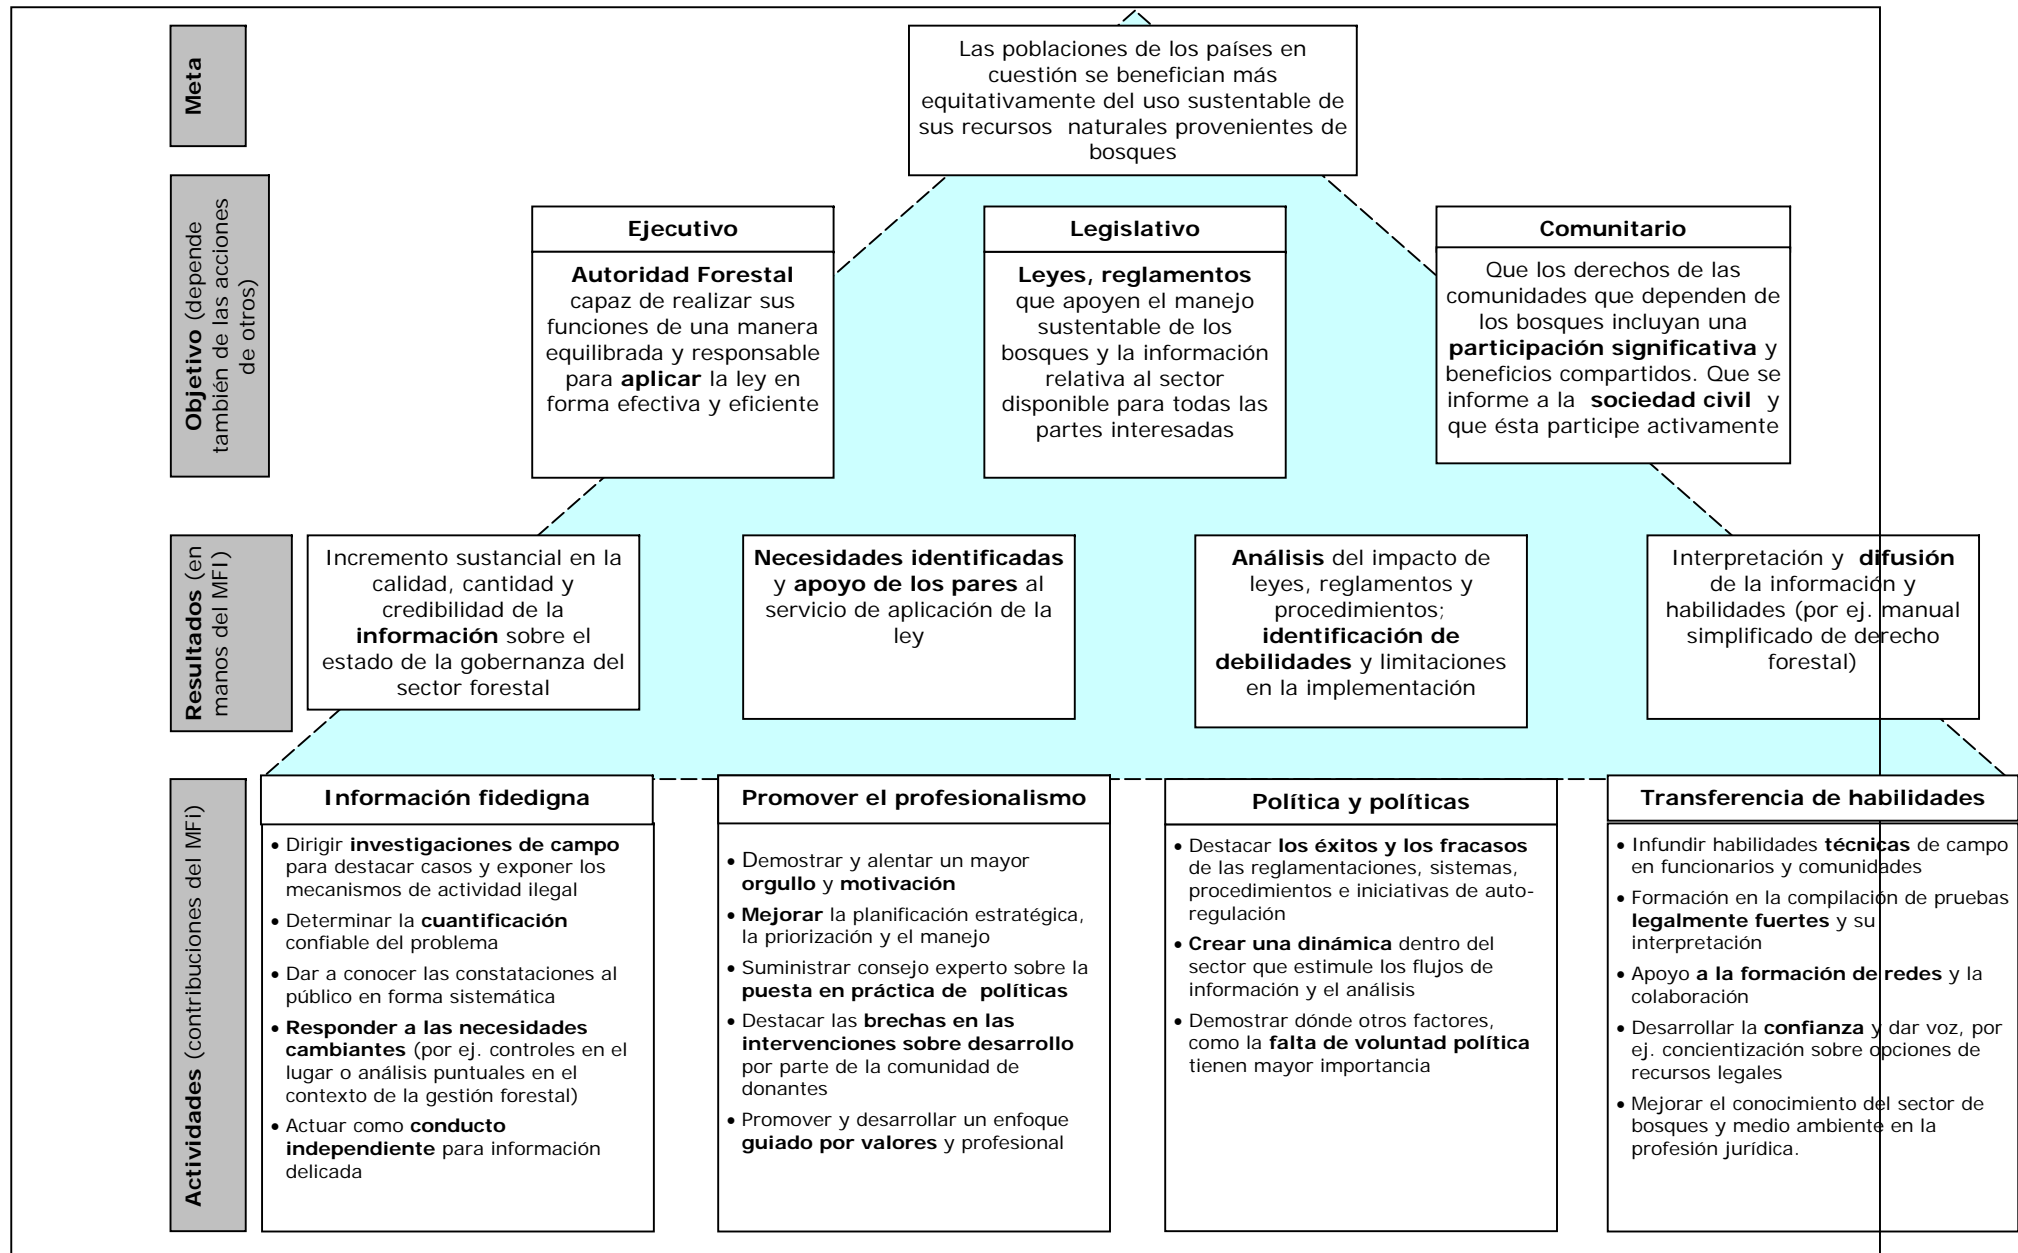 Meta
Las poblaciones de los países en
cuestión se benefician más
equitativamente del uso sustentable de
sus recursos naturales provenientes de
bosques
Objetivo (depende
también de las acciones
de otros)
Ejecutivo
Autoridad Forestal
capaz de realizar sus
funciones de una manera
equilibrada y responsable
para aplicar la ley en
forma efectiva y eficiente
Legislativo
Leyes, reglamentos
que apoyen el manejo
sustentable de los
bosques y la información
relativa al sector
disponible para todas las
partes interesadas
Comunitario
Que los derechos de las
comunidades que dependen de
los bosques incluyan una
participación significativa y
beneficios compartidos. Que se
informe a la sociedad civil y
que ésta participe activamente
Resultados (en
manos del MFI)
Incremento sustancial en la
calidad, cantidad y
credibilidad de la
información sobre el
estado de la gobernanza del
sector forestal
Necesidades identificadas
y apoyo de los pares al
servicio de aplicación de la
ley
Análisis del impacto de
leyes, reglamentos y
procedimientos;
identificación de
debilidades y limitaciones
en la implementación
Interpretación y difusión
de la información y
habilidades (por ej. manual
simplificado de derecho
forestal)
Actividades (contribuciones del MFi)
Información fidedigna
• Dirigir investigaciones de campo
para destacar casos y exponer los
mecanismos de actividad ilegal
• Determinar la cuantificación
confiable del problema
• Dar a conocer las constataciones al
público en forma sistemática
• Responder a las necesidades
cambiantes (por ej. controles en el
lugar o análisis puntuales en el
contexto de la gestión forestal)
• Actuar como conducto
independiente para información
delicada
Promover el profesionalismo
• Demostrar y alentar un mayor
orgullo y motivación
• Mejorar la planificación estratégica,
la priorización y el manejo
• Suministrar consejo experto sobre la
puesta en práctica de políticas
• Destacar las brechas en las
intervenciones sobre desarrollo
por parte de la comunidad de
donantes
• Promover y desarrollar un enfoque
guiado por valores y profesional
Política y políticas
• Destacar los éxitos y los fracasos
de las reglamentaciones, sistemas,
procedimientos e iniciativas de auto-
regulación
• Crear una dinámica dentro del
sector que estimule los flujos de
información y el análisis
• Demostrar dónde otros factores,
como la falta de voluntad política
tienen mayor importancia
Transferencia de habilidades
• Infundir habilidades técnicas de campo
en funcionarios y comunidades
• Formación en la compilación de pruebas
legalmente fuertes y su
interpretación
• Apoyo a la formación de redes y la
colaboración
• Desarrollar la confianza y dar voz, por
ej. concientización sobre opciones de
recursos legales
• Mejorar el conocimiento del sector de
bosques y medio ambiente en la
profesión jurídica.